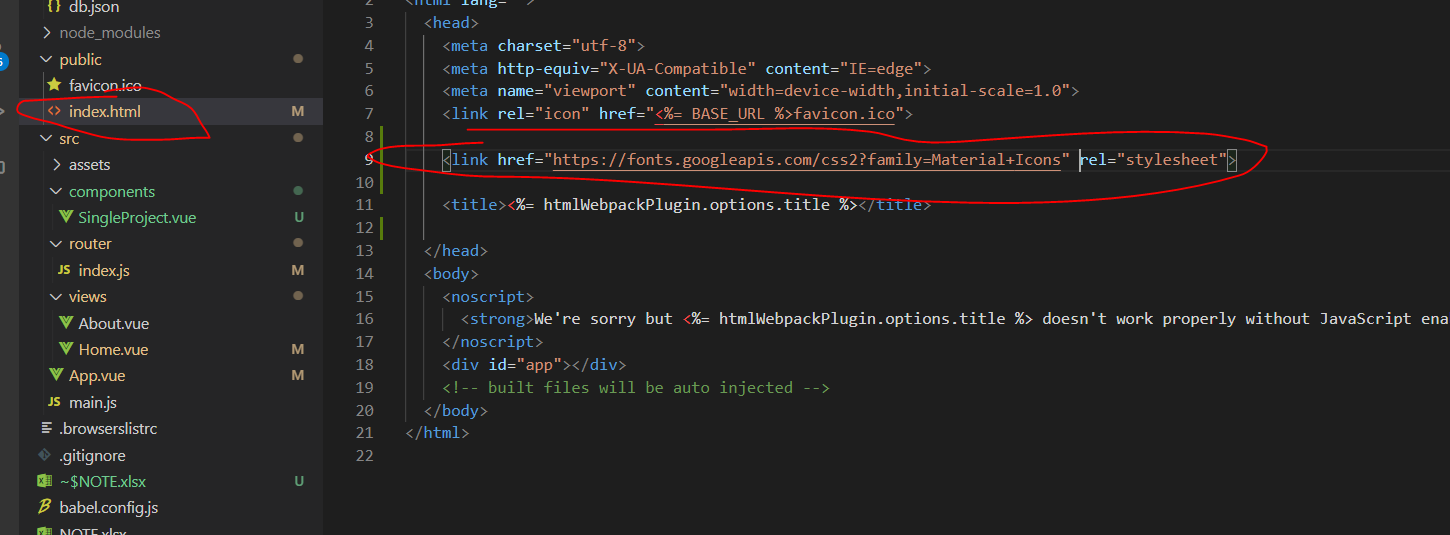 db.json
node_modules
public
favicon.ico
index.html M
src
assets
components
SingleProject.vue U
router
index.js M
views
About.vue
Home.vue M
App.vue M
main.js
.browserslistrc
.gitignore
~$NOTE.xlsx U
babel.config.js
NOTE.xlsx
2 <html lang="">
3 <head>
4 <meta charset="utf-8">
5 <meta http-equiv="X-UA-Compatible" content="IE=edge">
6 <meta name="viewport" content="width=device-width,initial-scale=1.0">
7 <link rel="icon" href="<%= BASE_URL %>favicon.ico">
8
9 <link href="https://fonts.googleapis.com/css2?family=Material+Icons" rel="stylesheet">
10
11 <title><%= htmlWebpackPlugin.options.title %></title>
12
13 </head>
14 <body>
15 <noscript>
16 <strong>We're sorry but <%= htmlWebpackPlugin.options.title %> doesn't work properly without JavaScript ena
17 </noscript>
18 <div id="app"></div>
19 <!-- built files will be auto injected -->
20 </body>
21 </html>
22